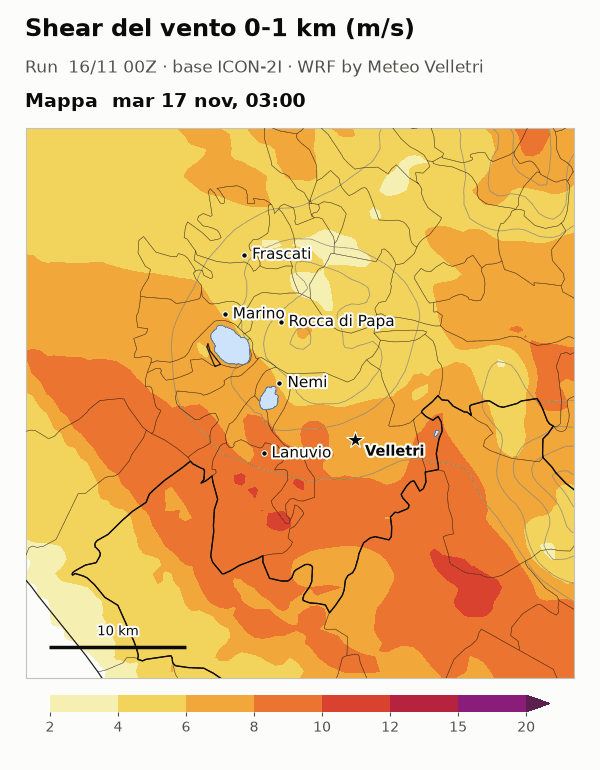 Shear del vento 0-1 km (m/s)
Run  16/11 00Z · base ICON-2I · WRF by Meteo Velletri
Mappa  mar 17 nov, 03:00
Frascati
Marino
Rocca di Papa
Nemi
Velletri
Lanuvio
10 km
2 4 6 8 10 12 15 20